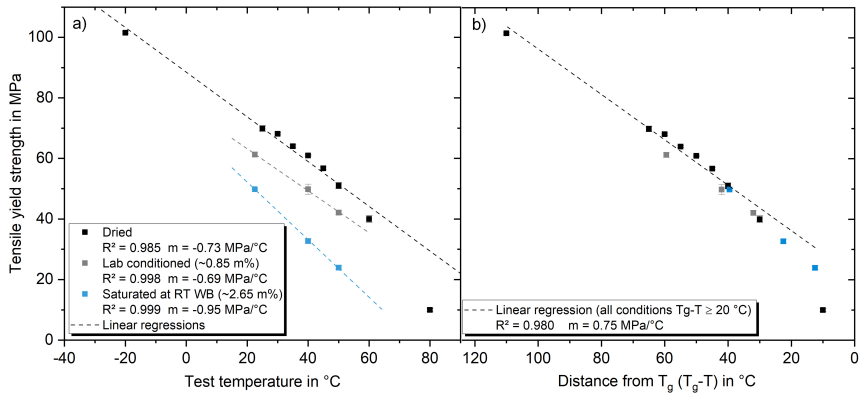 a)
Tensile yield strength in MPa
100
80
60
40
20
0
Dried
R² = 0.985 m = -0.73 MPa/°C
Lab conditioned (~0.85 m%)
R² = 0.998 m = -0.69 MPa/°C
Saturated at RT WB (~2.65 m%)
R² = 0.999 m = -0.95 MPa/°C
Linear regressions
-40 -20 0 20 40 60 80
Test temperature in °C
b)
Linear regression (all conditions Tg-T ≥ 20 °C)
R² = 0.980 m = 0.75 MPa/°C
120 100 80 60 40 20 0
Distance from Tg (Tg-T) in °C